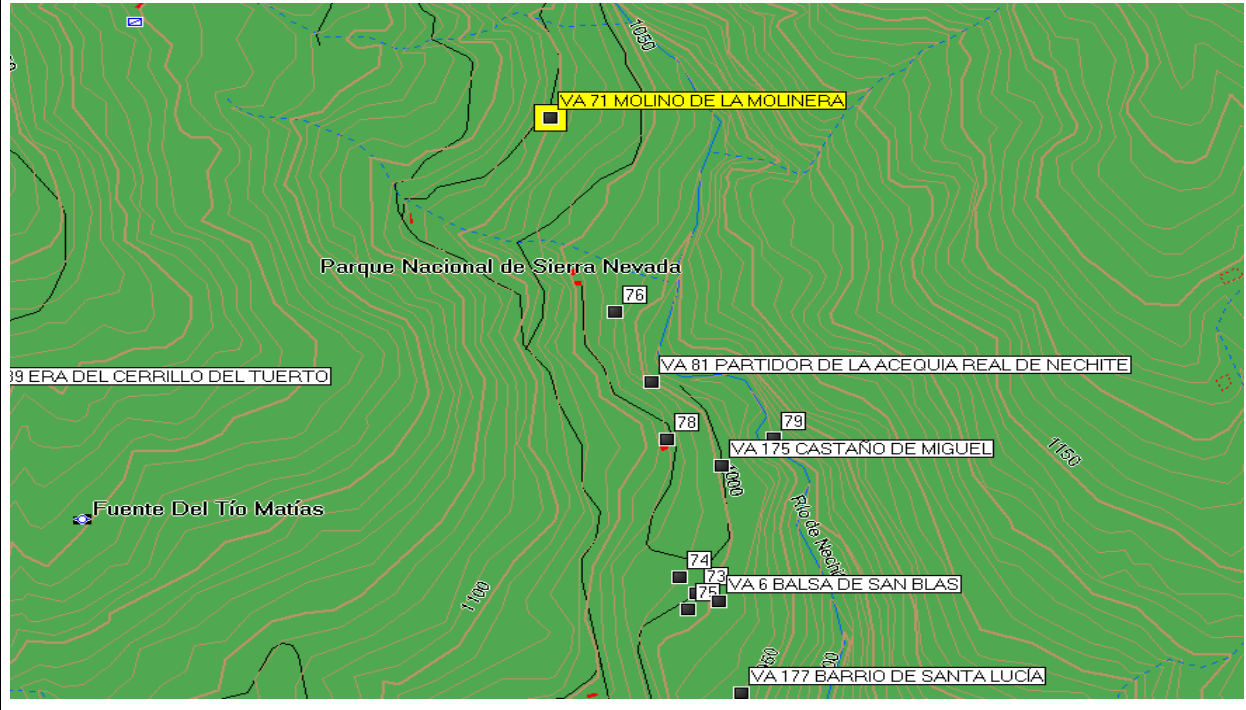 1050
VA 71 MOLINO DE LA MOLINERA
Parque Nacional de Sierra Nevada
76
VA 81 PARTIDOR DE LA ACEQUIA REAL DE NECHITE
39 ERA DEL CERRILLO DEL TUERTO
78
79
VA 175 CASTAÑO DE MIGUEL
1150
1000
Fuente Del Tío Matías
Río de Nechi
74
73
75
VA 6 BALSA DE SAN BLAS
1100
VA 177 BARRIO DE SANTA LUCÍA